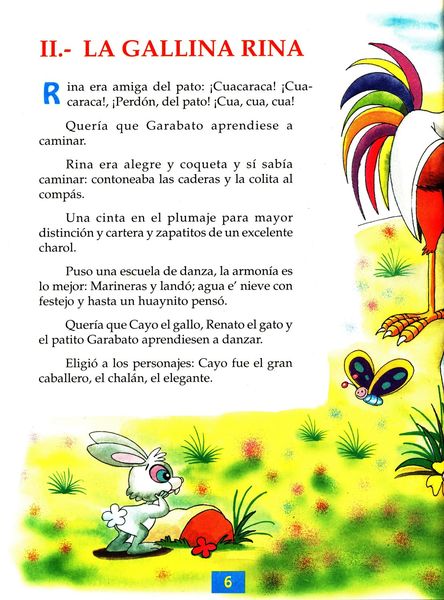 II.- LA GALLINA RINA
Rina era amiga del pato: ¡Cuacaraca! ¡Cua-
caraca!, ¡Perdón, del pato! ¡Cua, cua, cua!
Quería que Garabato aprendiese a
caminar.
Rina era alegre y coqueta y sí sabía
caminar: contoneaba las caderas y la colita al
compás.
Una cinta en el plumaje para mayor
distinción y cartera y zapatitos de un excelente
charol.
Puso una escuela de danza, la armonía es
lo mejor: Marineras y landó; agua e’ nieve con
festejo y hasta un huaynito pensó.
Quería que Cayo el gallo, Renato el gato y
el patito Garabato aprendiesen a danzar.
Eligió a los personajes: Cayo fue el gran
caballero, el chalán, el elegante.
6